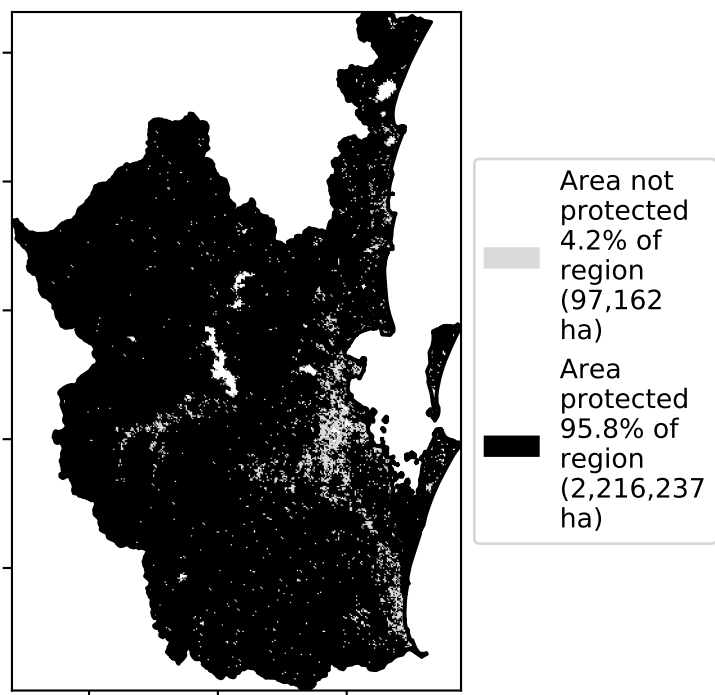 Area not
protected
4.2% of
region
(97,162
ha)
Area
protected
95.8% of
region
(2,216,237
ha)